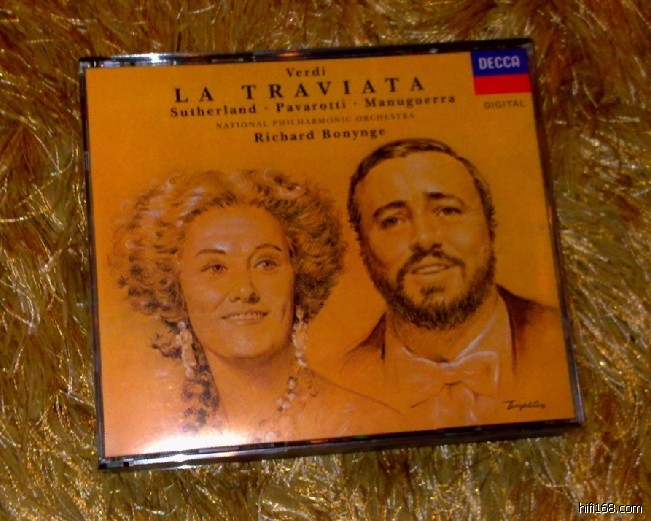 Verdi
LA TRAVIATA
Sutherland · Pavarotti · Manuguerra
NATIONAL PHILHARMONIC ORCHESTRA
Richard Bonynge
DECCA
DIGITAL
hifi168.com